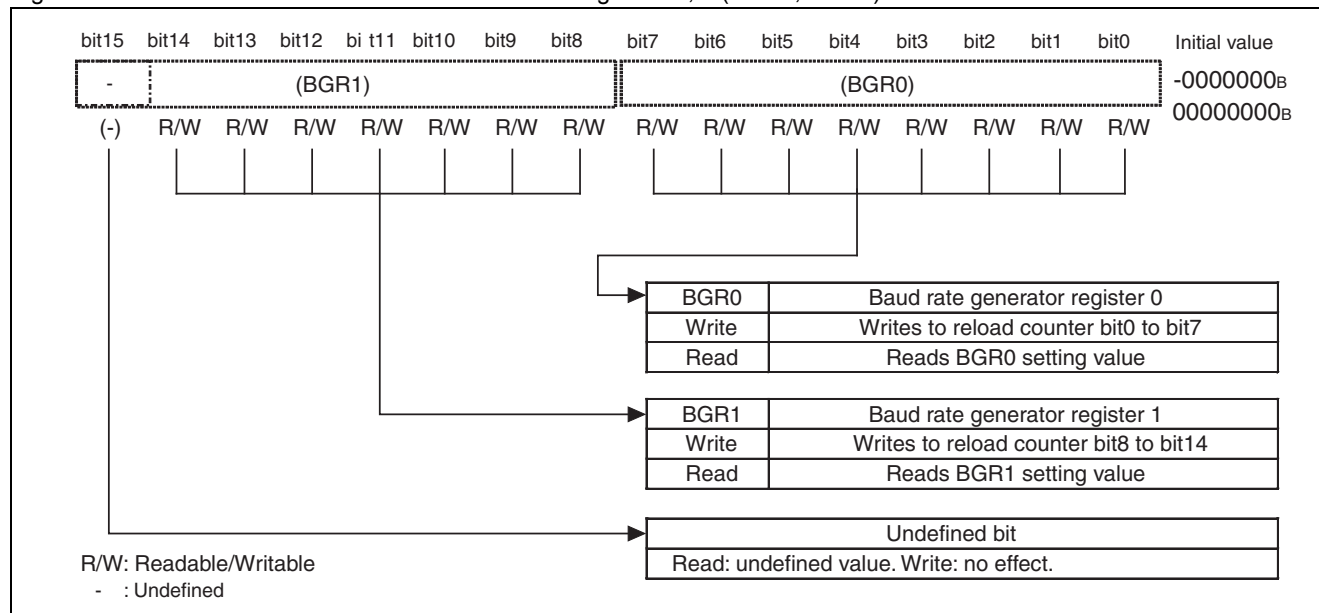 bit15 bit14 bit13 bit12 bi t11 bit10 bit9 bit8 bit7 bit6 bit5 bit4 bit3 bit2 bit1 bit0 Initial value
- (BGR1) (BGR0) -0000000B
00000000B
(-) R/W R/W R/W R/W R/W R/W R/W R/W R/W R/W R/W R/W R/W R/W R/W
BGR0 Baud rate generator register 0
Write Writes to reload counter bit0 to bit7
Read Reads BGR0 setting value
BGR1 Baud rate generator register 1
Write Writes to reload counter bit8 to bit14
Read Reads BGR1 setting value
Undefined bit
Read: undefined value. Write: no effect.
R/W: Readable/Writable
- : Undefined